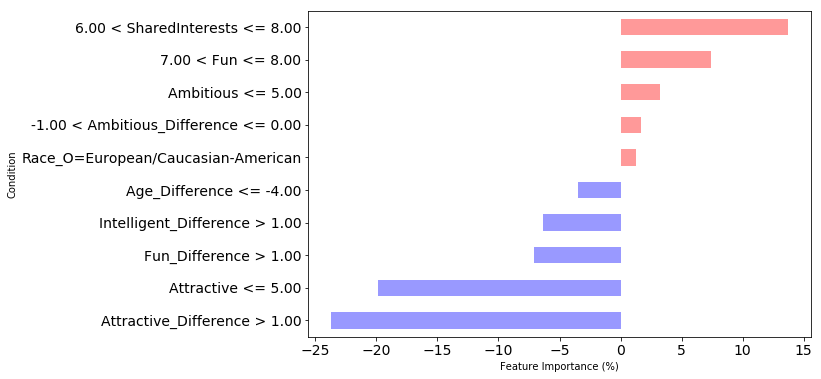 6.00 < SharedInterests <= 8.00
7.00 < Fun <= 8.00
Ambitious <= 5.00
-1.00 < Ambitious_Difference <= 0.00
Race_O=European/Caucasian-American
Age_Difference <= -4.00
Intelligent_Difference > 1.00
Fun_Difference > 1.00
Attractive <= 5.00
Attractive_Difference > 1.00
Condition
−25 −20 −15 −10 −5 0 5 10 15
Feature Importance (%)